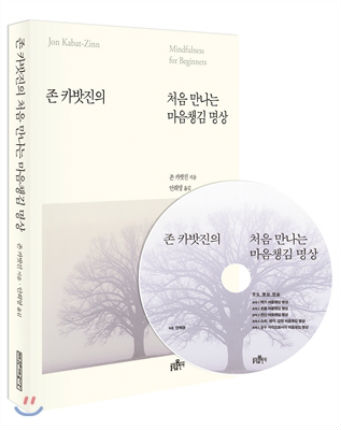 Jon Kabat-Zinn
Mindfulness
for Beginners
존 카밧진의
처음 만나는
마음챙김 명상
존 카밧진 지음
안희영 옮김
존 카밧진의 처음 만나는 마음챙김 명상
존 카밧진 지음 · 안희영 옮김
존 카밧진의
처음 만나는
마음챙김 명상